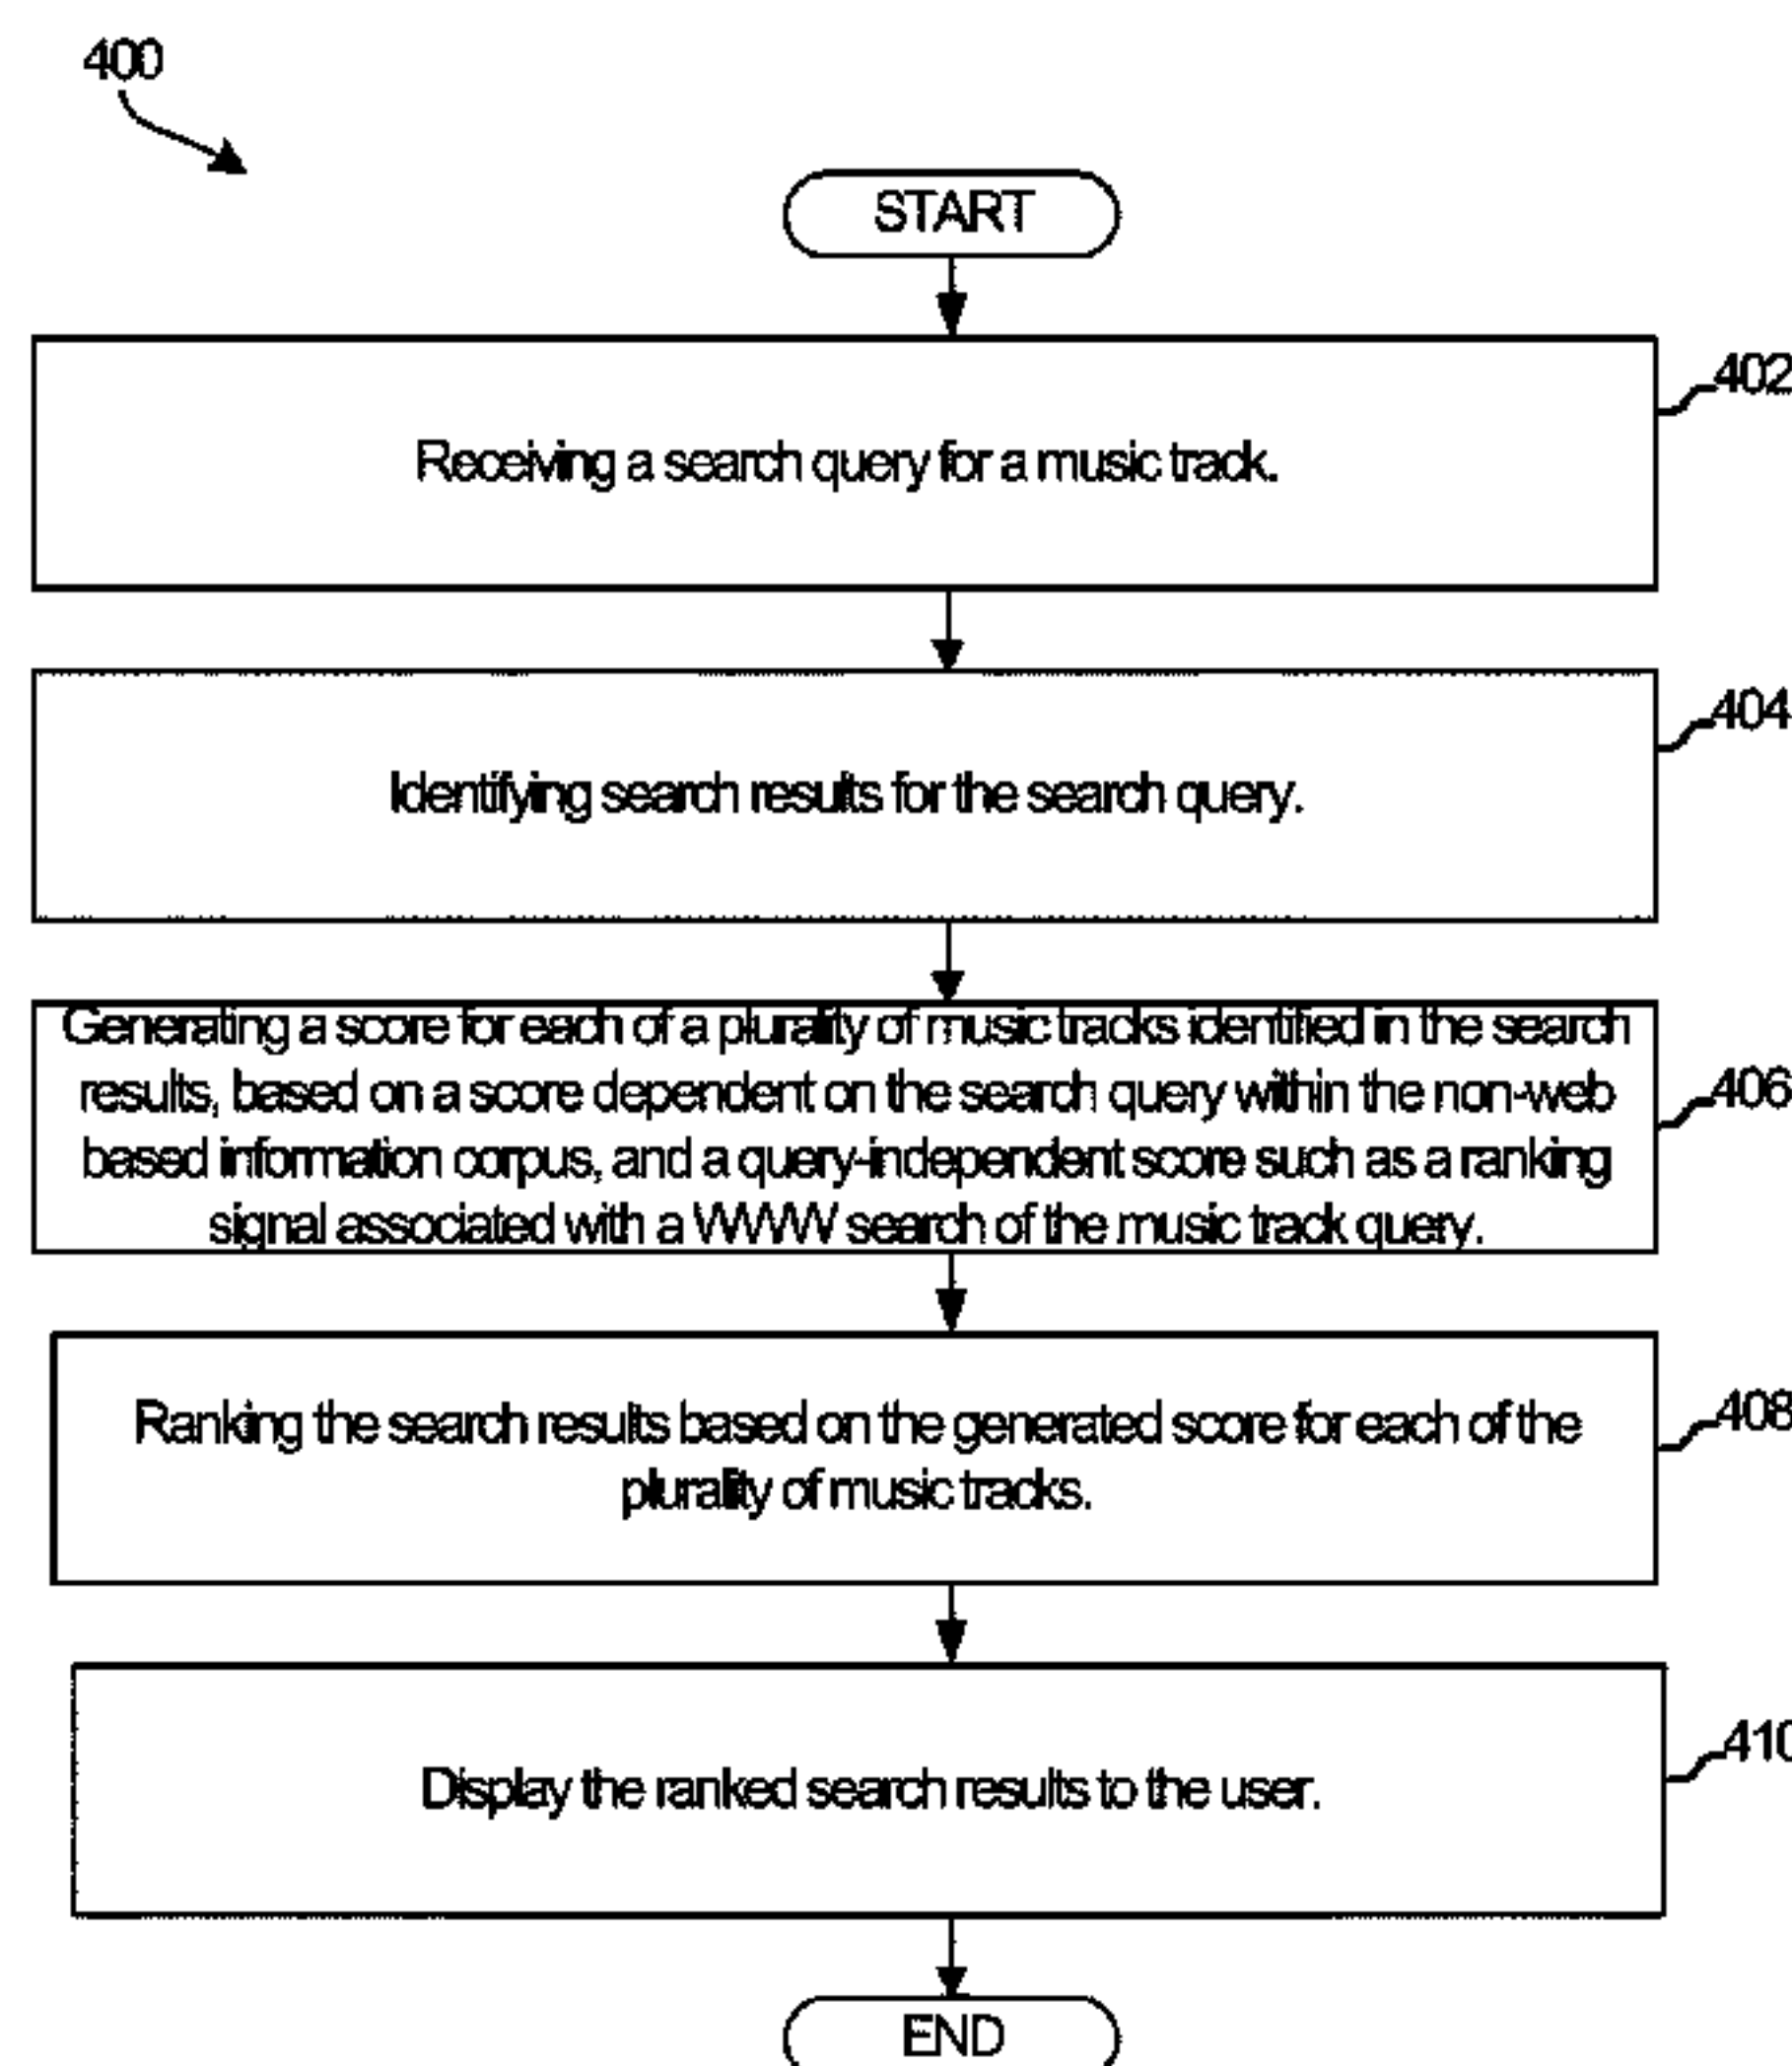 400
START
402
Receiving a search query for a music track.
404
Identifying search results for the search query.
Generating a score for each of a plurality of music tracks identified in the search
results, based on a score dependent on the search query within the non-web
406
based information corpus, and a query-independent score such as a ranking
signal associated with a WWW search of the music track query.
408
Ranking the search results based on the generated score for each of the
plurality of music tracks.
410
Display the ranked search results to the user.
END